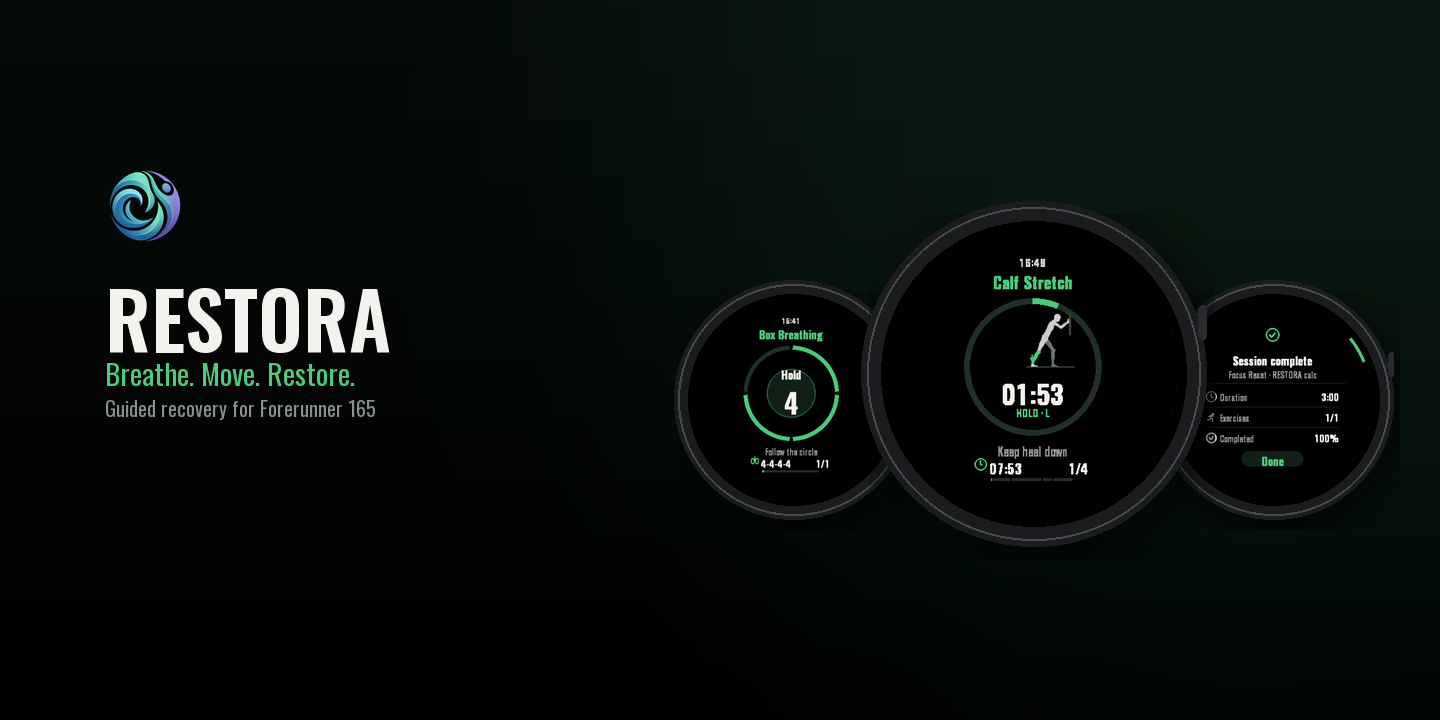 RESTORA
Breathe. Move. Restore.
Guided recovery for Forerunner 165
15:41
Box Breathing
Hold
4
Follow the circle
4-4-4-4 1/1
Calf Stretch
01:53
HOLD · L
Keep heel down
07:53 1/4
Session complete
Focus Reset · RESTORA calc
Duration 3:00
Exercises 1/1
Completed 100%
Done